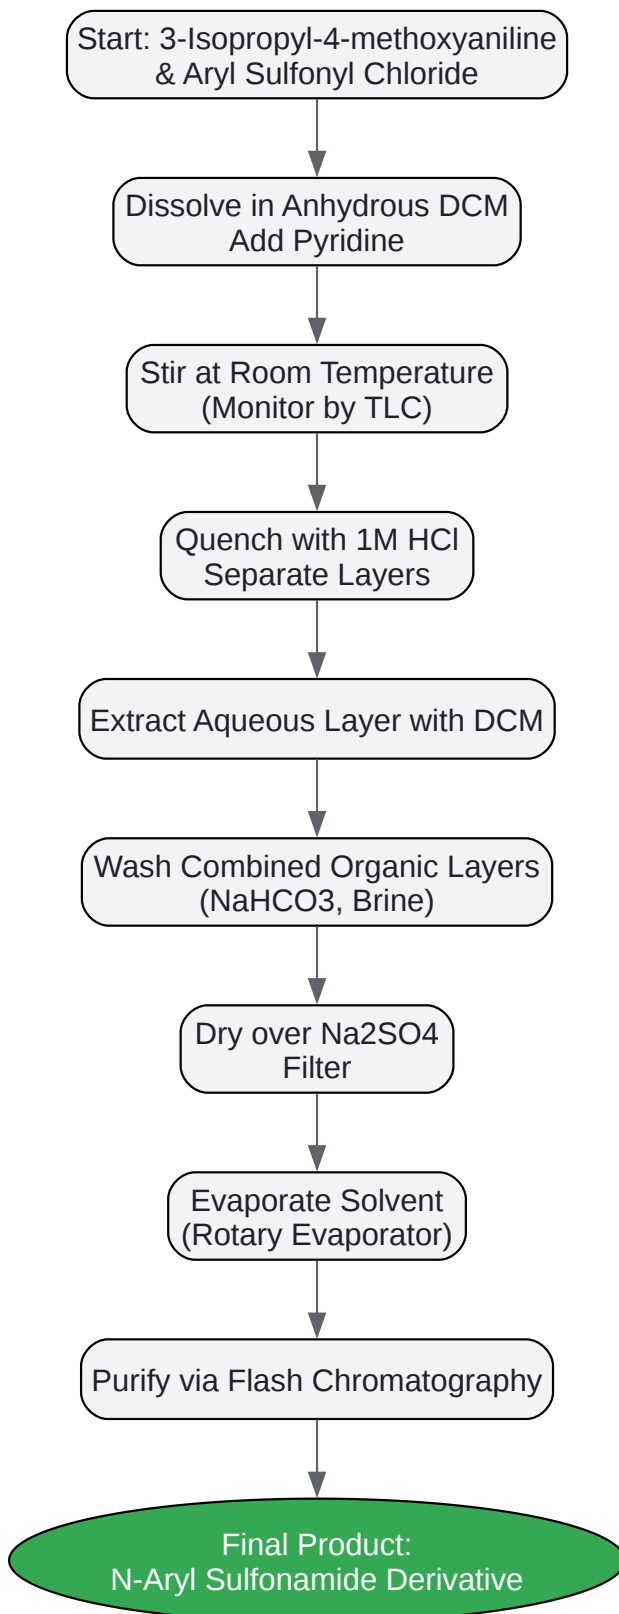 Start: 3-Isopropyl-4-methoxyaniline
& Aryl Sulfonyl Chloride
Dissolve in Anhydrous DCM
Add Pyridine
Stir at Room Temperature
(Monitor by TLC)
Quench with 1M HCl
Separate Layers
Extract Aqueous Layer with DCM
Wash Combined Organic Layers
(NaHCO3, Brine)
Dry over Na2SO4
Filter
Evaporate Solvent
(Rotary Evaporator)
Purify via Flash Chromatography
Final Product:
N-Aryl Sulfonamide Derivative